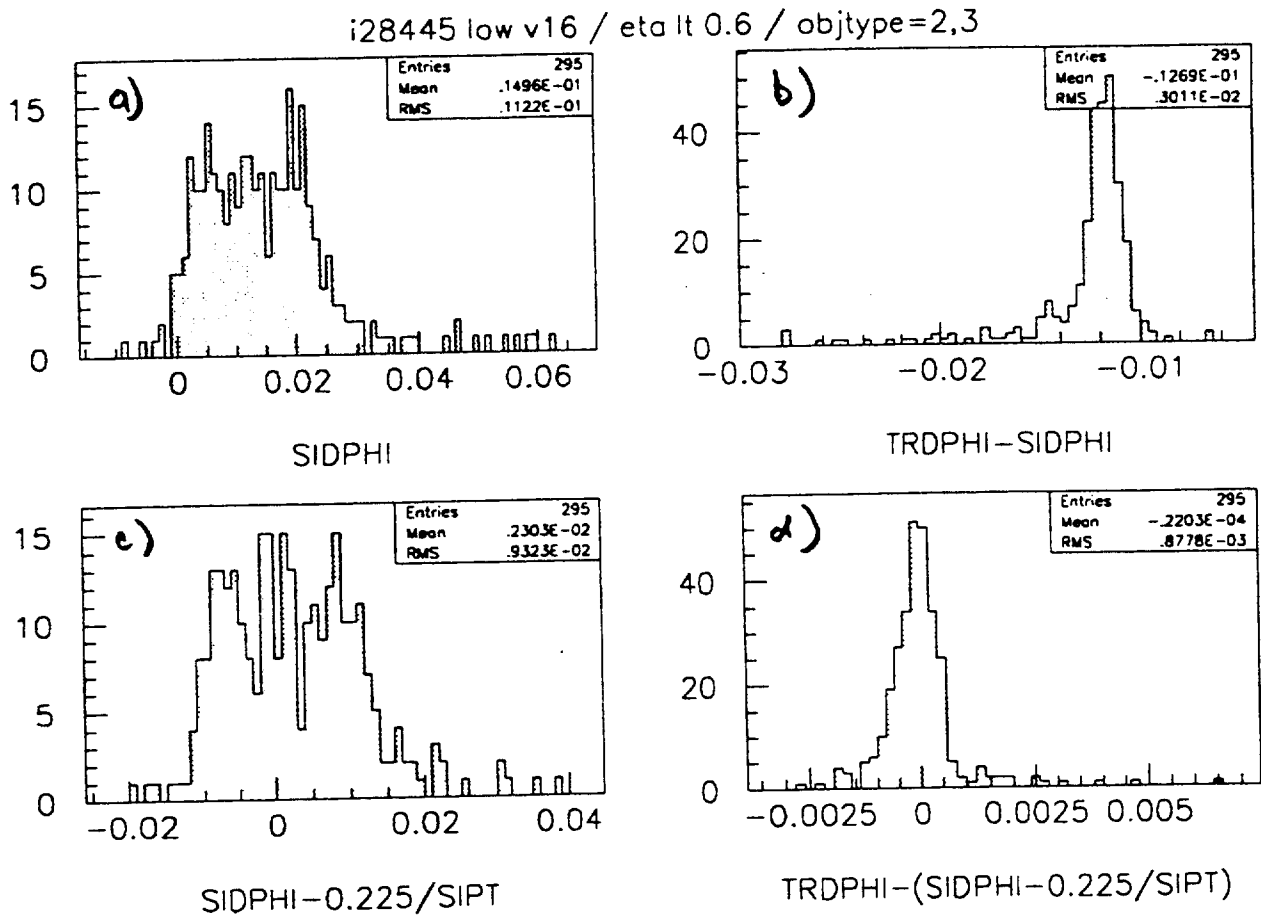 i28445 low v16 / eta lt 0.6 / objtype=2,3
a)
Entries 295
Mean .1496E-01
RMS .1122E-01
15
10
5
0
0 0.02 0.04 0.06
SIDPHI
b)
Entries 295
Mean -.1269E-01
RMS .3011E-02
40
20
0
-0.03 -0.02 -0.01
TRDPHI-SIDPHI
c)
Entries 295
Mean .2303E-02
RMS .9323E-02
15
10
5
0
-0.02 0 0.02 0.04
SIDPHI-0.225/SIPT
d)
Entries 295
Mean -.2203E-04
RMS .8778E-03
40
20
0
-0.0025 0 0.0025 0.005
TRDPHI-(SIDPHI-0.225/SIPT)